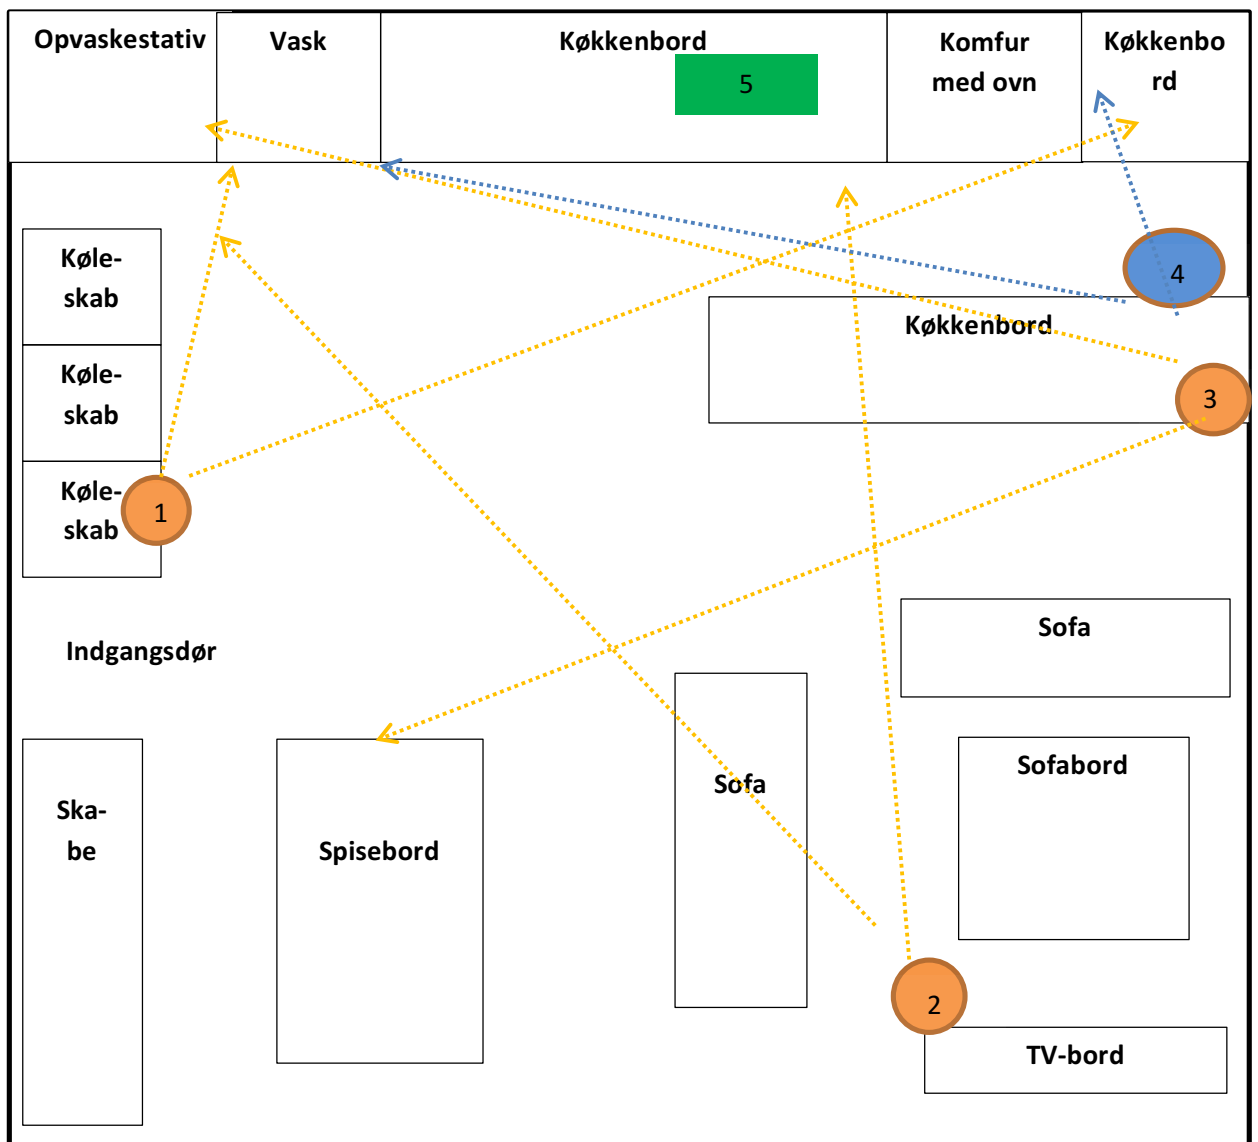 Opvaskestativ
Vask
Køkkenbord
Komfur
med ovn
Køkkenbo
rd
5
Køle-
skab
4
Køkkenbord
Køle-
skab
3
Køle-
skab
1
Sofa
Indgangsdør
Sofabord
Sofa
Ska-
be
Spisebord
2
TV-bord